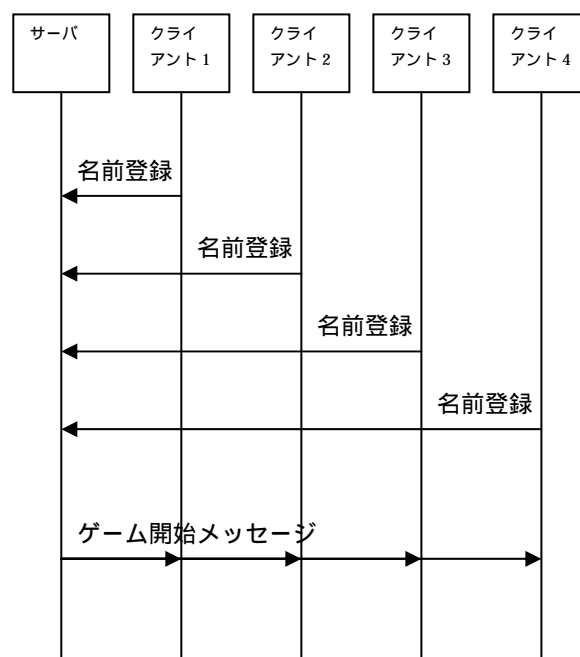 サーバ
クライ
アント 1
クライ
アント 2
クライ
アント 3
クライ
アント 4
名前登録
名前登録
名前登録
名前登録
ゲーム開始メッセージ